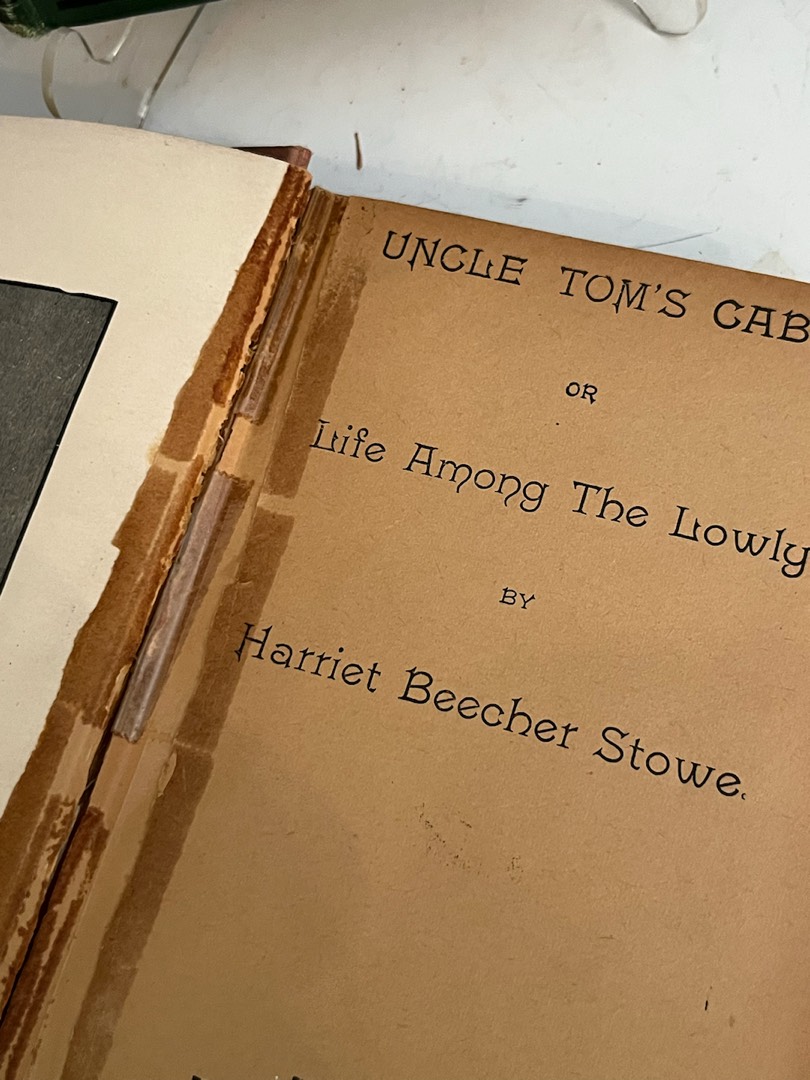 UNCLE TOM'S CAB
OR
Life Among The Lowly
BY
Harriet Beecher Stowe.